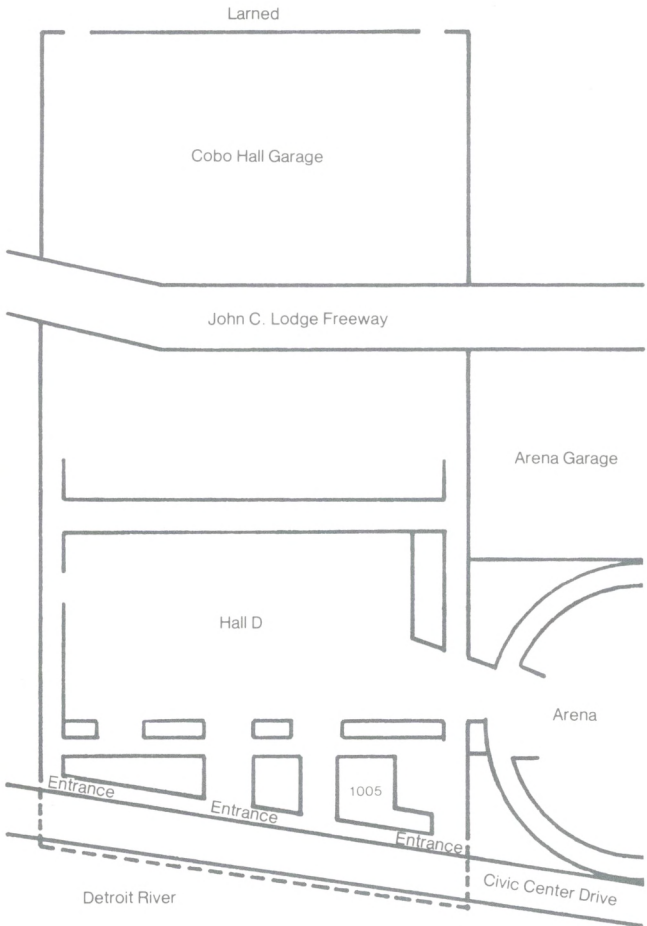 Larned
Cobo Hall Garage
John C. Lodge Freeway
Arena Garage
Hall D
Arena
1005
Entrance
Entrance
Entrance
Civic Center Drive
Detroit River